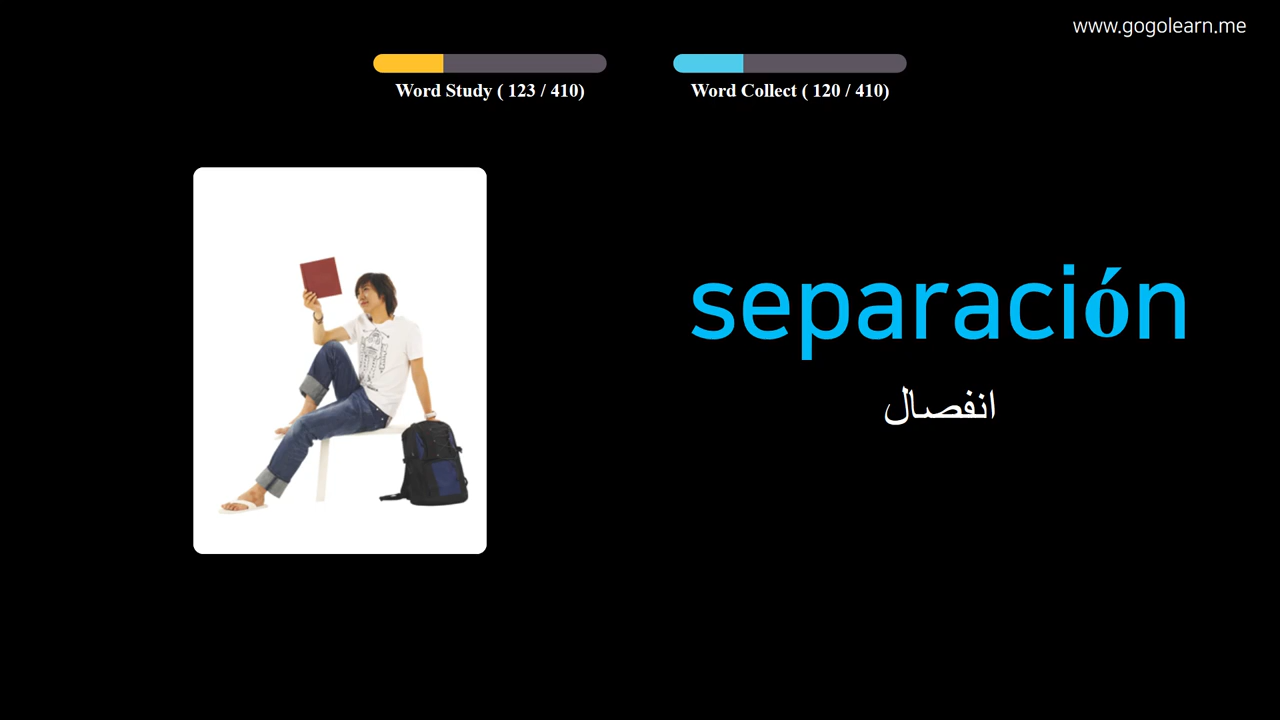 www.gogolearn.me
Word Study ( 123 / 410)
Word Collect ( 120 / 410)
separación
انفصال